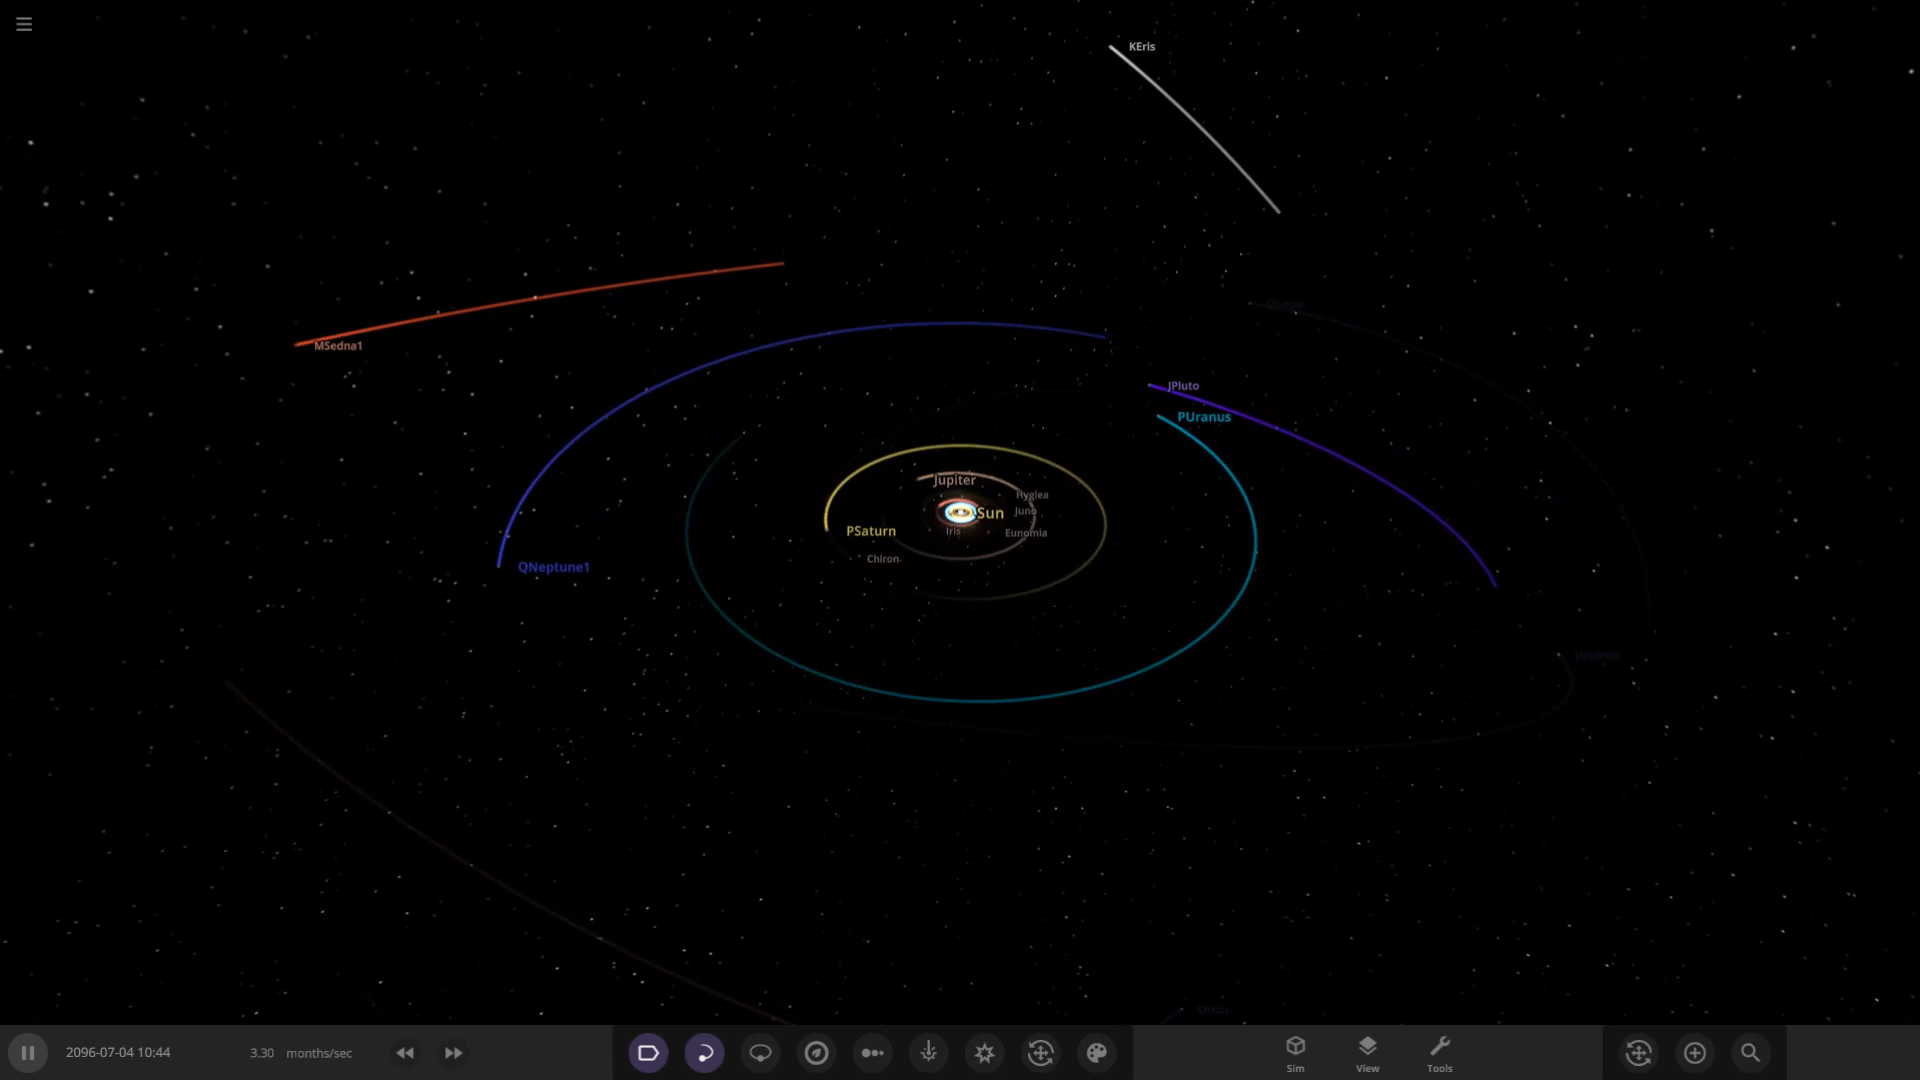 KEris
MSedna1
JPluto
PUranus
Jupiter
Hyglea
Juno
Sun
Iris
Eunomia
PSaturn
Chiron
QNeptune1
2096-07-04 10:44
3.30 months/sec
Sim
View
Tools